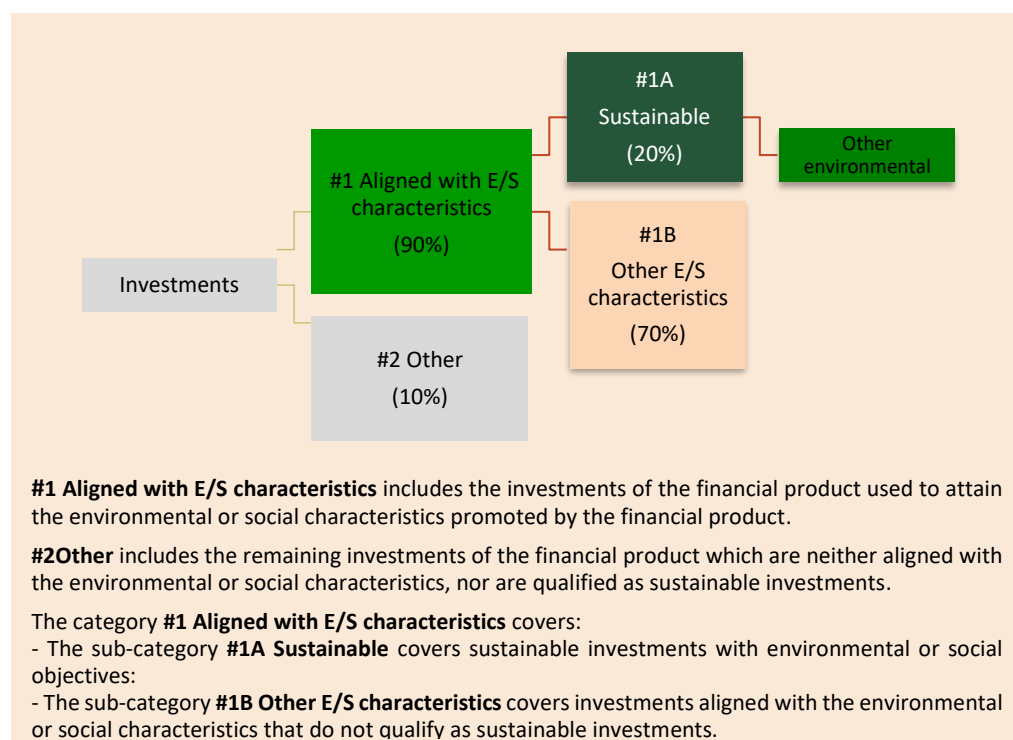 #1A
Sustainable
(20%)
Other
environmental
#1 Aligned with E/S
characteristics
(90%)
#1B
Other E/S
characteristics
(70%)
Investments
#2 Other
(10%)
#1 Aligned with E/S characteristics includes the investments of the financial product used to attain
the environmental or social characteristics promoted by the financial product.
#2Other includes the remaining investments of the financial product which are neither aligned with
the environmental or social characteristics, nor are qualified as sustainable investments.
The category #1 Aligned with E/S characteristics covers:
- The sub-category #1A Sustainable covers sustainable investments with environmental or social
objectives:
- The sub-category #1B Other E/S characteristics covers investments aligned with the environmental
or social characteristics that do not qualify as sustainable investments.